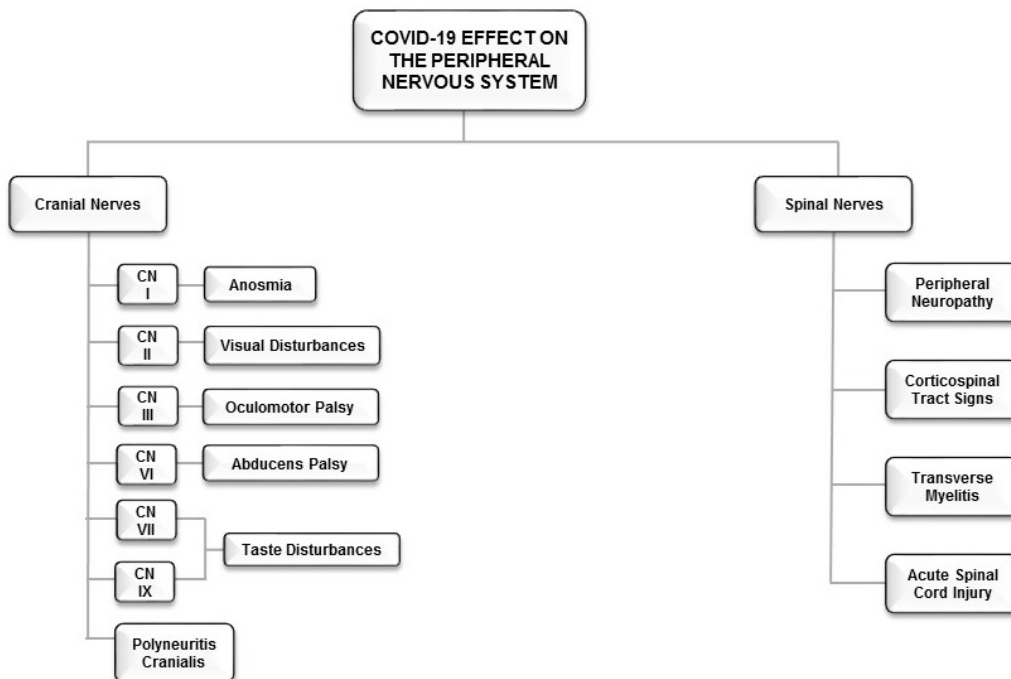 COVID-19 EFFECT ON
THE PERIPHERAL
NERVOUS SYSTEM
Cranial Nerves
Spinal Nerves
CN
I
Anosmia
CN
II
Visual Disturbances
CN
III
Oculomotor Palsy
CN
VI
Abducens Palsy
CN
VII
CN
IX
Taste Disturbances
Polyneuritis
Cranialis
Peripheral
Neuropathy
Corticospinal
Tract Signs
Transverse
Myelitis
Acute Spinal
Cord Injury